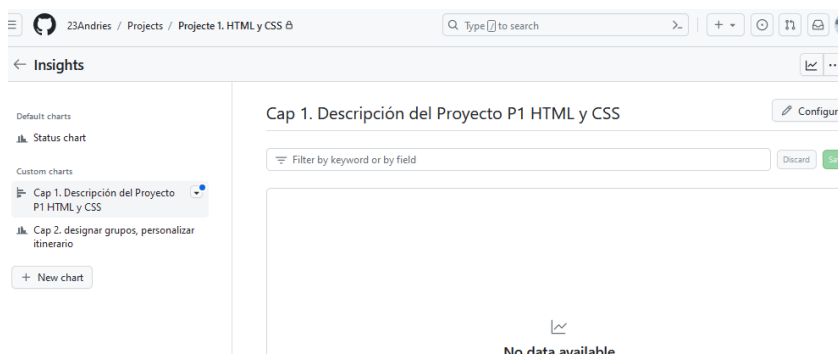 23Andries / Projects / Projecte 1. HTML y CSS
Type / to search
Insights
Default charts
Status chart
Custom charts
Cap 1. Descripción del Proyecto
P1 HTML y CSS
Cap 2. designar grupos, personalizar
itinerario
+ New chart
Cap 1. Descripción del Proyecto P1 HTML y CSS
Configur
Filter by keyword or by field
Discard
Sa
No data available